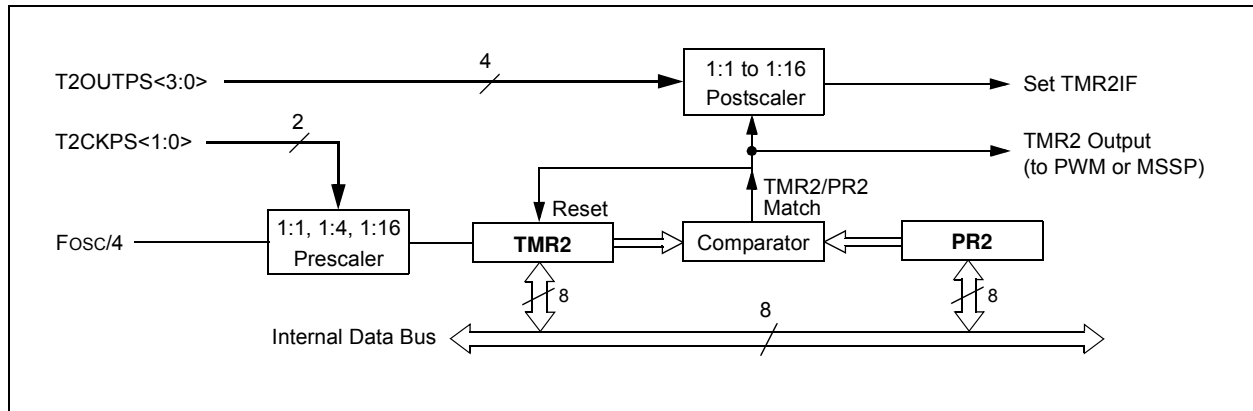 T2OUTPS<3:0>
4
1:1 to 1:16
Postscaler
Set TMR2IF
T2CKPS<1:0>
2
TMR2 Output
(to PWM or MSSP)
TMR2/PR2
Match
Reset
FOSC/4
1:1, 1:4, 1:16
Prescaler
TMR2
Comparator
PR2
8
8
8
Internal Data Bus